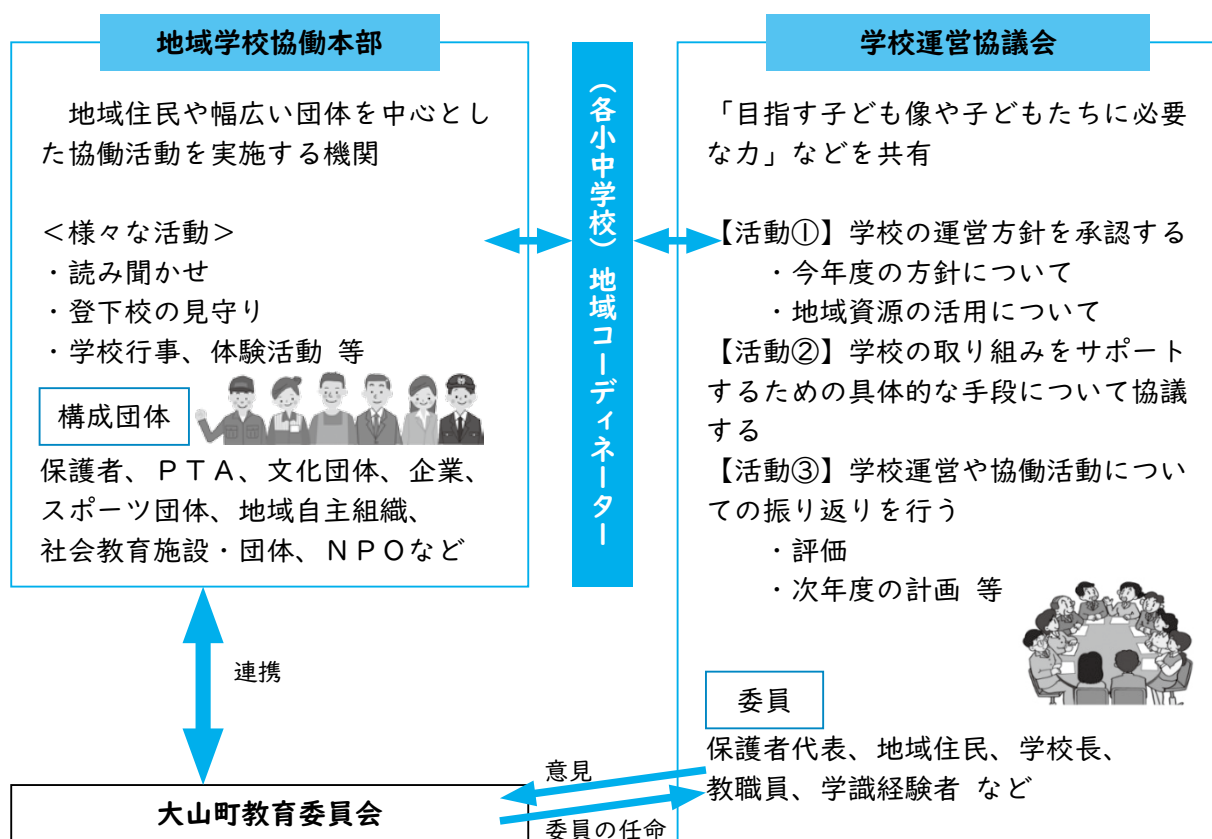 地域学校協働本部
　地域住民や幅広い団体を中心とし
た協働活動を実施する機関
＜様々な活動＞
・読み聞かせ
・登下校の見守り
・学校行事、体験活動 等
構成団体
保護者、ＰＴＡ、文化団体、企業、
スポーツ団体、地域自主組織、
社会教育施設・団体、ＮＰＯなど
（各小中学校）地域コーディネーター
学校運営協議会
「目指す子ども像や子どもたちに必要
な力」などを共有
【活動①】学校の運営方針を承認する
・今年度の方針について
・地域資源の活用について
【活動②】学校の取り組みをサポート
するための具体的な手段について協議
する
【活動③】学校運営や協働活動につい
ての振り返りを行う
・評価
・次年度の計画 等
委員
保護者代表、地域住民、学校長、
教職員、学識経験者 など
連携
意見
委員の任命
大山町教育委員会